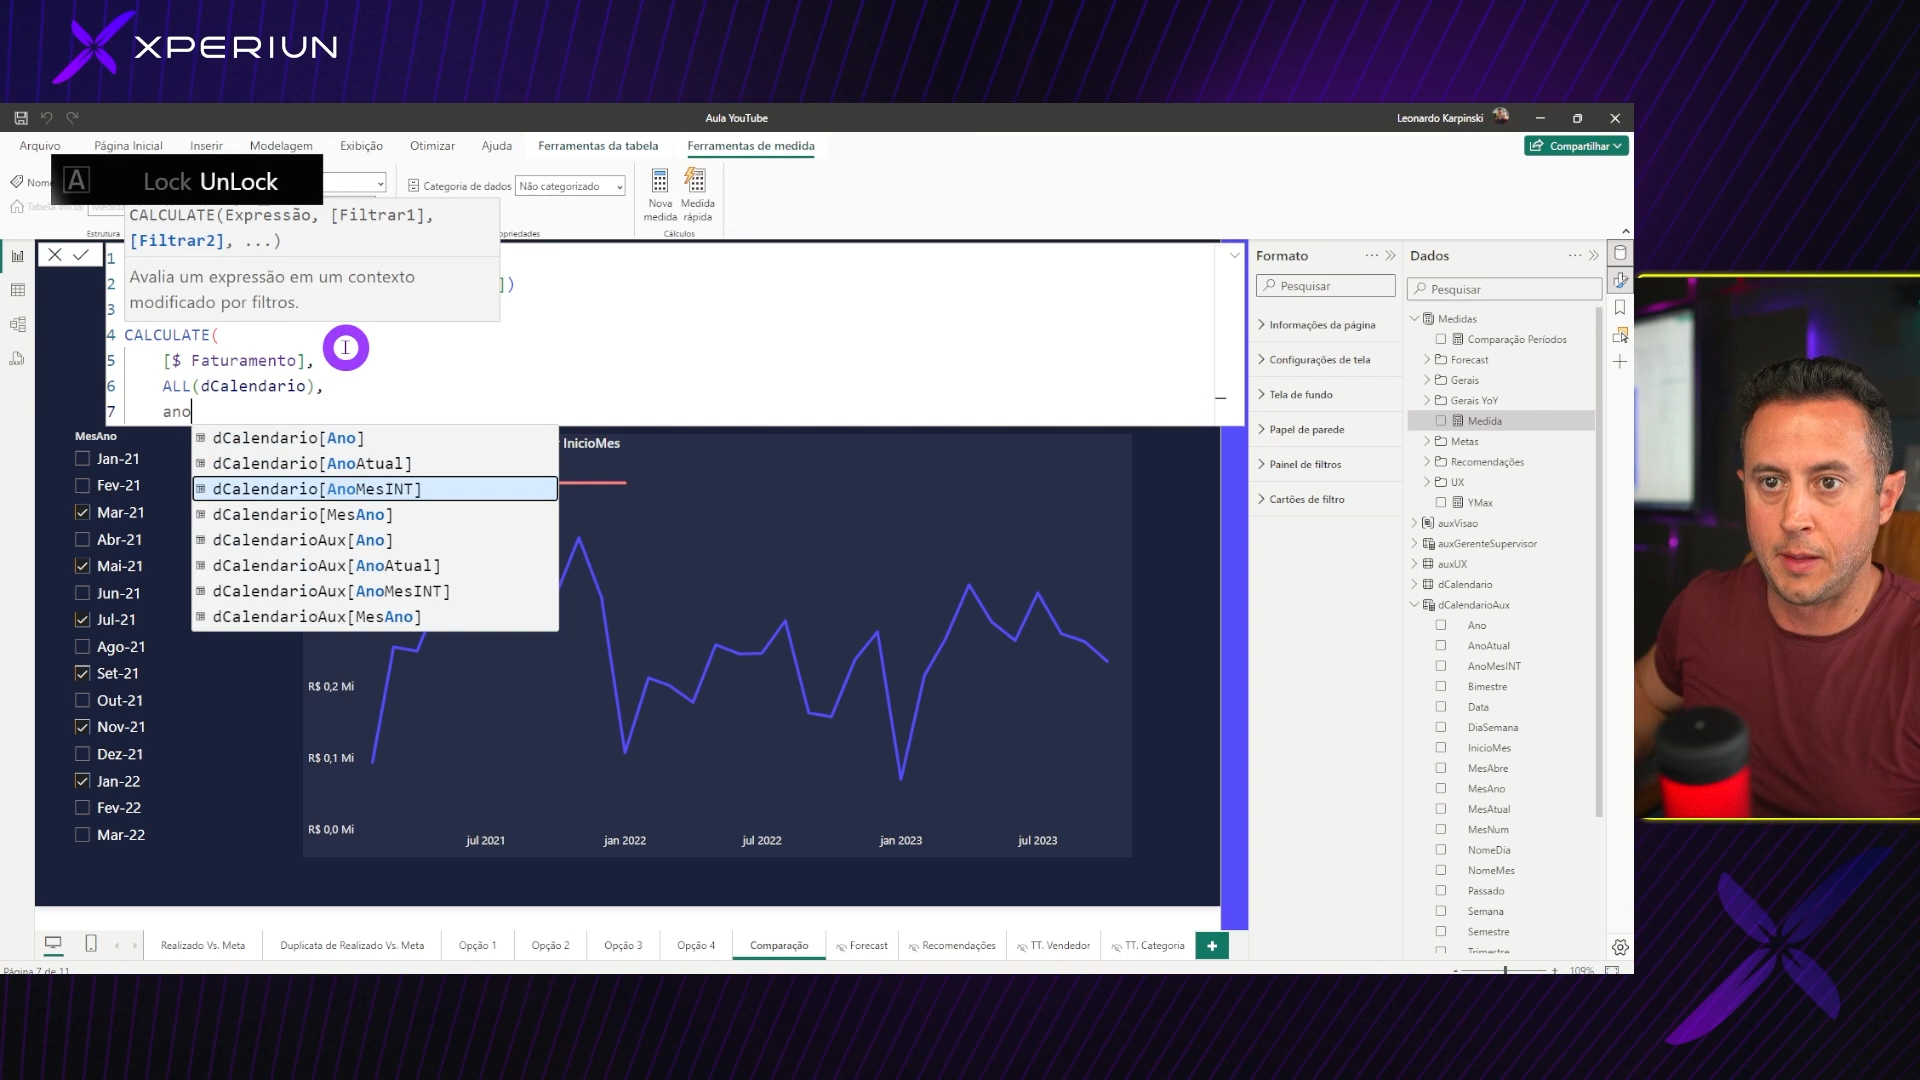 XPERIUN
Aula YouTube
Leonardo Karpinski
Arquivo
Página Inicial
Inserir
Modelagem
Exibição
Otimizar
Ajuda
Ferramentas da tabela
Ferramentas de medida
Compartilhar
A
Lock UnLock
Categoria de dados
Não categorizado
Nova medida
Medida rápida
Estrutura
Cálculos
CALCULATE(Expressão, [Filtrar1],
[Filtrar2], ...)
Avalia um expressão em um contexto
modificado por filtros.
1
2
])
3
4 CALCULATE(
5 [$ Faturamento],
6 ALL(dCalendario),
7 ano
dCalendario[Ano]
dCalendario[AnoAtual]
dCalendario[AnoMesINT]
dCalendario[MesAno]
dCalendarioAux[Ano]
dCalendarioAux[AnoAtual]
dCalendarioAux[AnoMesINT]
dCalendarioAux[MesAno]
MesAno
Jan-21
Fev-21
Mar-21
Abr-21
Mai-21
Jun-21
Jul-21
Ago-21
Set-21
Out-21
Nov-21
Dez-21
Jan-22
Fev-22
Mar-22
InicioMes
R$ 0,2 Mi
R$ 0,1 Mi
R$ 0,0 Mi
jul 2021
jan 2022
jul 2022
jan 2023
jul 2023
Formato
Pesquisar
Informações da página
Configurações de tela
Tela de fundo
Papel de parede
Painel de filtros
Cartões de filtro
Dados
Pesquisar
Medidas
Comparação Períodos
Forecast
Gerais
Gerais YoY
Medida
Metas
Recomendações
UX
YMax
auxVisao
auxGerenteSupervisor
auxUX
dCalendario
dCalendarioAux
Ano
AnoAtual
AnoMesINT
Bimestre
Data
DiaSemana
InicioMes
MesAbre
MesAno
MesAtual
MesNum
NomeDia
NomeMes
Passado
Semana
Semestre
Trimestre
Realizado Vs. Meta
Duplicata de Realizado Vs. Meta
Opção 1
Opção 2
Opção 3
Opção 4
Comparação
Forecast
Recomendações
TT. Vendedor
TT. Categoria
Página 7 de 11
109%